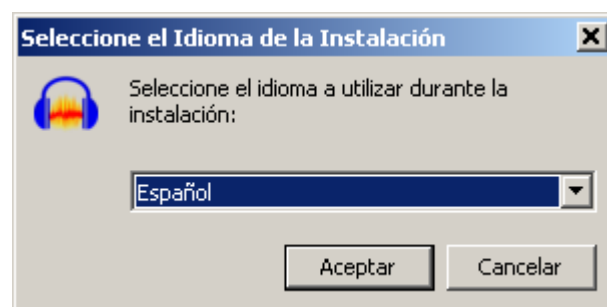 Seleccione el Idioma de la Instalación
Seleccione el idioma a utilizar durante la
instalación:
Español
Aceptar
Cancelar